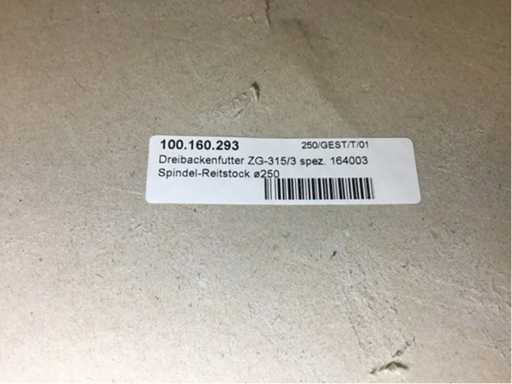 100.160.293 250/GEST/T/01
Dreibackenfutter ZG-315/3 spez. 164003
Spindel-Reitstock ø250